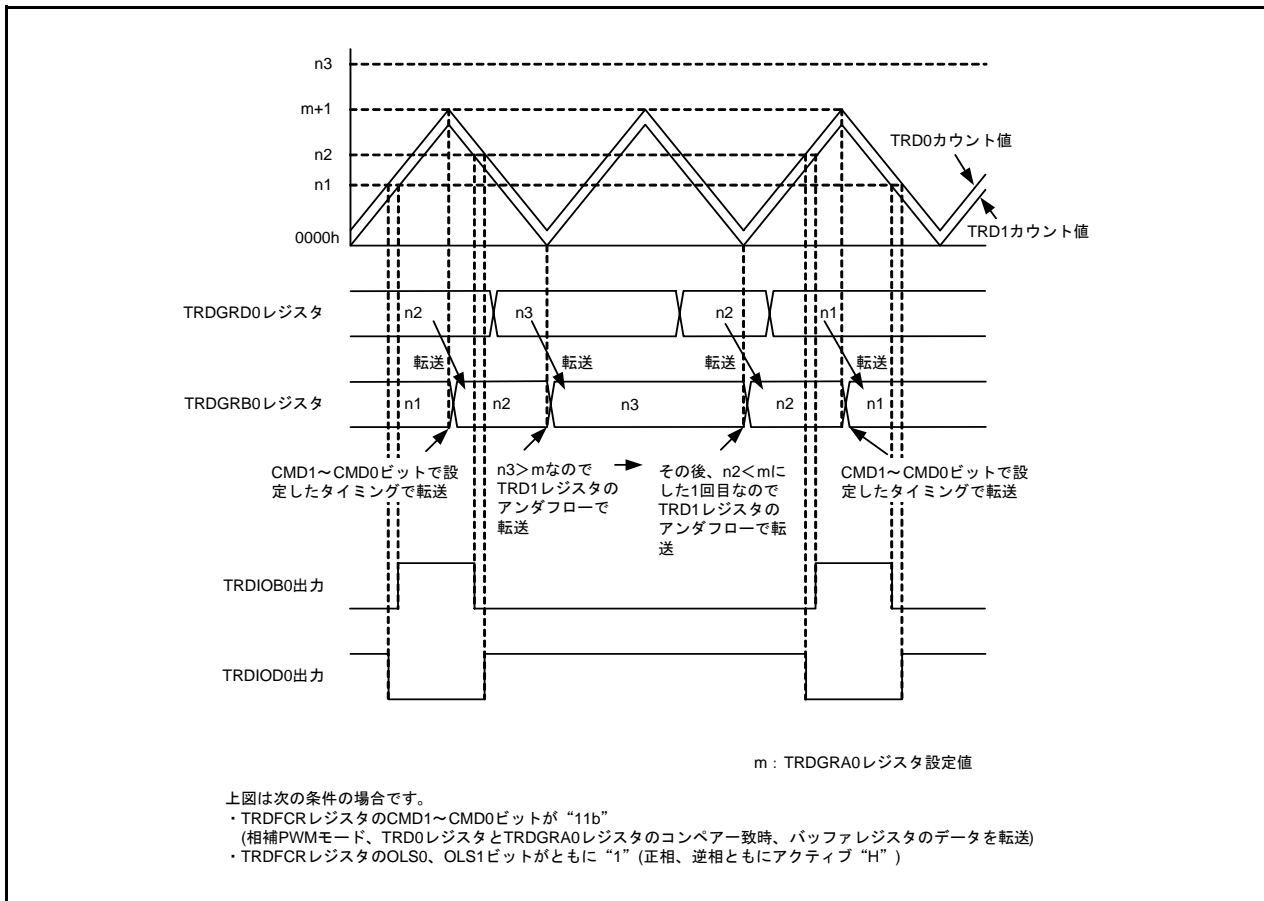 n3
m+1
n2
n1
0000h
TRD0カウント値
TRD1カウント値
TRDGRD0レジスタ
n2
n3
n2
n1
転送
転送
転送
転送
TRDGRB0レジスタ
n1
n2
n3
n2
n1
CMD1～CMD0ビットで設
定したタイミングで転送
n3＞mなので
TRD1レジスタの
アンダフローで
転送
その後、n2＜mに
した1回目なので
TRD1レジスタの
アンダフローで転
送
CMD1～CMD0ビットで設
定したタイミングで転送
TRDIOB0出力
TRDIOD0出力
m：TRDGRA0レジスタ設定値
上図は次の条件の場合です。
・TRDFCRレジスタのCMD1～CMD0ビットが“11b”
(相補PWMモード、TRD0レジスタとTRDGRA0レジスタのコンペア一致時、バッファレジスタのデータを転送)
・TRDFCRレジスタのOLS0、OLS1ビットがともに“1”(正相、逆相ともにアクティブ“H”)